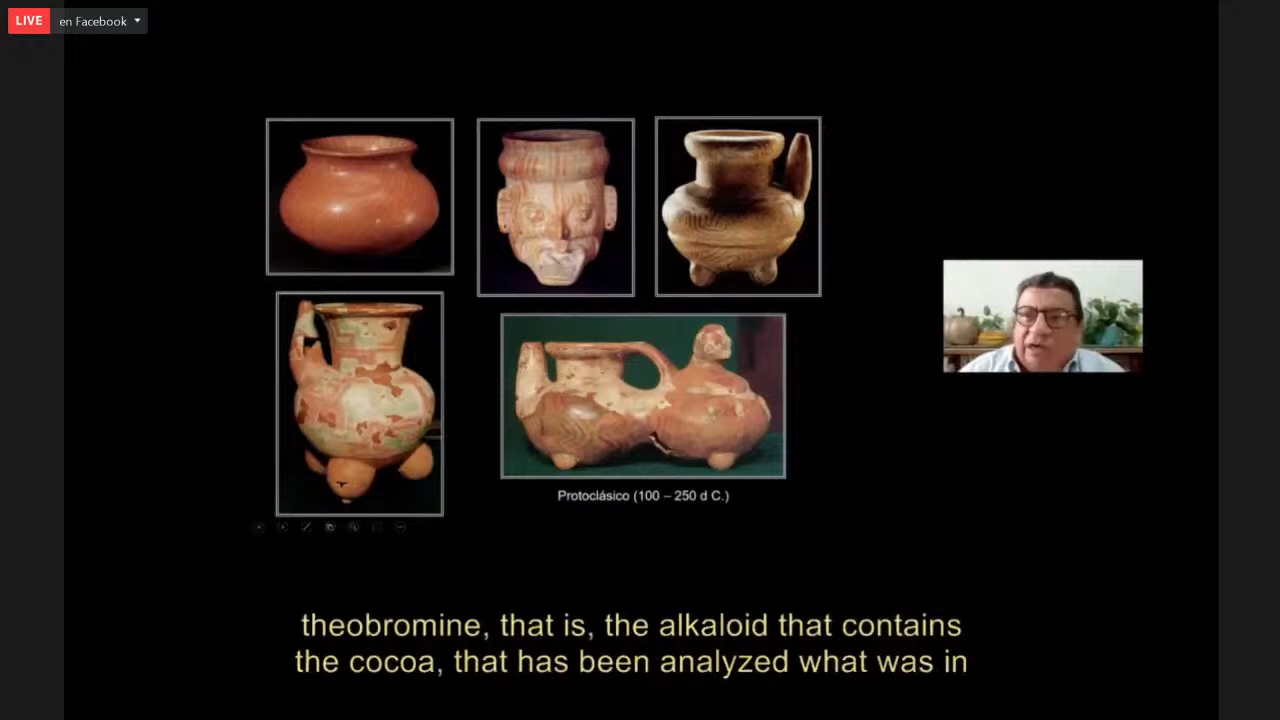 LIVE en Facebook
Protoclásico (100 – 250 d C.)
theobromine, that is, the alkaloid that contains
the cocoa, that has been analyzed what was in